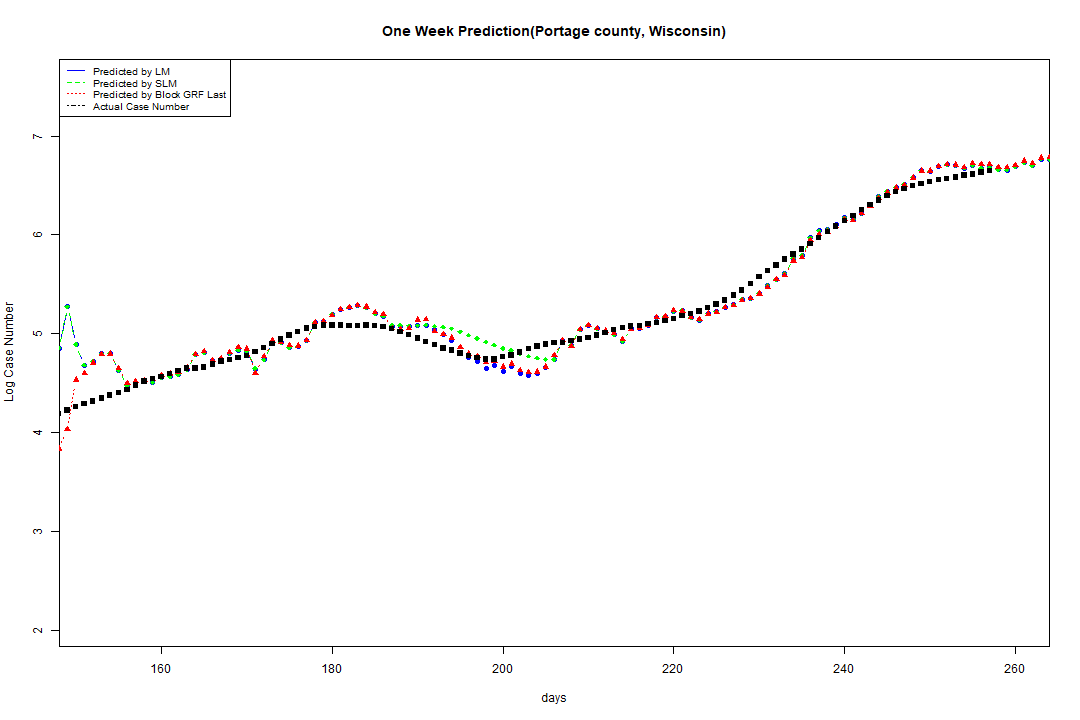 One Week Prediction(Portage county, Wisconsin)
Predicted by LM
Predicted by SLM
Predicted by Block GRF Last
Actual Case Number
7
6
5
4
3
2
Log Case Number
160 180 200 220 240 260
days